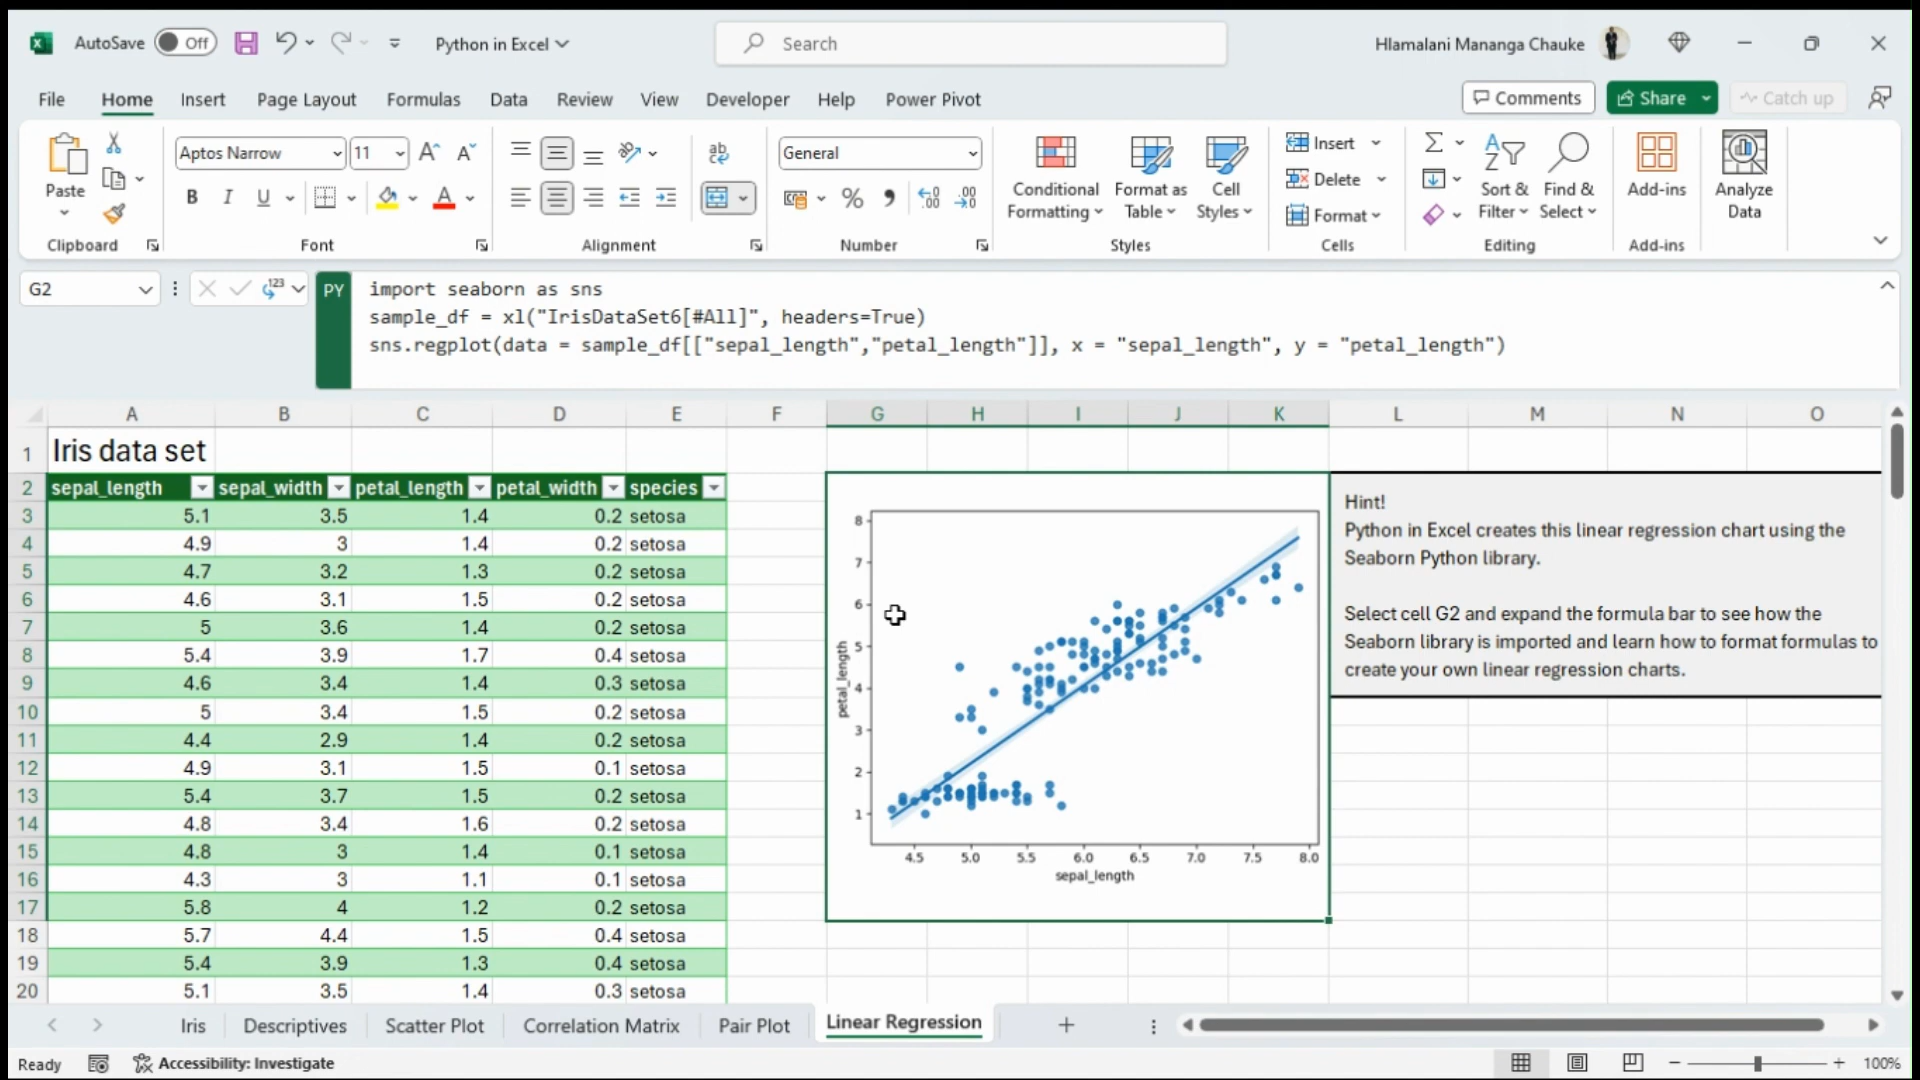 AutoSave Off Python in Excel Search Hlamalani Mananga Chauke
File Home Insert Page Layout Formulas Data Review View Developer Help Power Pivot Comments Share Catch up
Paste
Clipboard
Aptos Narrow 11
B I U A
Font
ab
Alignment
General
% , .00 .00
Number
Conditional Formatting
Format as Table
Cell Styles
Styles
Insert
Delete
Format
Cells
Sort & Filter
Find & Select
Editing
Add-ins
Add-ins
Analyze Data
G2 123 PY
import seaborn as sns
sample_df = xl("IrisDataSet6[#All]", headers=True)
sns.regplot(data = sample_df[["sepal_length","petal_length"]], x = "sepal_length", y = "petal_length")
A B C D E F G H I J K L M N O
1 Iris data set
2 sepal_length sepal_width petal_length petal_width species
3 5.1 3.5 1.4 0.2 setosa
4 4.9 3 1.4 0.2 setosa
5 4.7 3.2 1.3 0.2 setosa
6 4.6 3.1 1.5 0.2 setosa
7 5 3.6 1.4 0.2 setosa
8 5.4 3.9 1.7 0.4 setosa
9 4.6 3.4 1.4 0.3 setosa
10 5 3.4 1.5 0.2 setosa
11 4.4 2.9 1.4 0.2 setosa
12 4.9 3.1 1.5 0.1 setosa
13 5.4 3.7 1.5 0.2 setosa
14 4.8 3.4 1.6 0.2 setosa
15 4.8 3 1.4 0.1 setosa
16 4.3 3 1.1 0.1 setosa
17 5.8 4 1.2 0.2 setosa
18 5.7 4.4 1.5 0.4 setosa
19 5.4 3.9 1.3 0.4 setosa
20 5.1 3.5 1.4 0.3 setosa
8
7
6
5
4
3
2
1
petal_length
4.5 5.0 5.5 6.0 6.5 7.0 7.5 8.0
sepal_length
Hint!
Python in Excel creates this linear regression chart using the
Seaborn Python library.
Select cell G2 and expand the formula bar to see how the
Seaborn library is imported and learn how to format formulas to
create your own linear regression charts.
Iris Descriptives Scatter Plot Correlation Matrix Pair Plot Linear Regression
Ready Accessibility: Investigate 100%